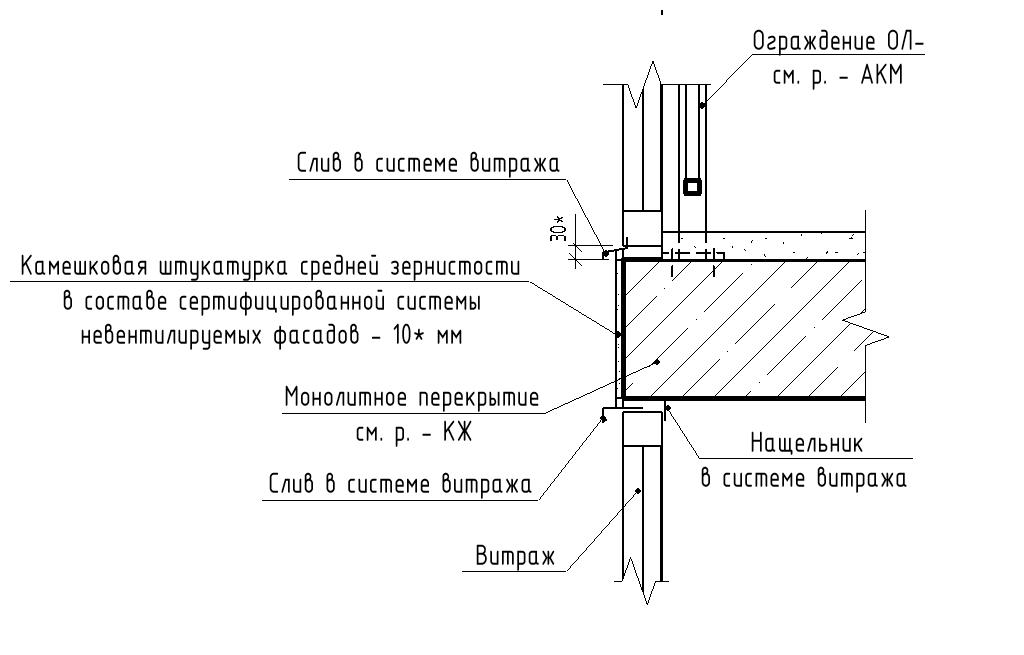 Ограждение ОЛ-
см. р. - АКМ
Слив в системе витража
30*
Камешковая штукатурка средней зернистости
в составе сертифицированной системы
невентилируемых фасадов - 10* мм
Монолитное перекрытие
см. р. - КЖ
Нащельник
в системе витража
Слив в системе витража
Витраж